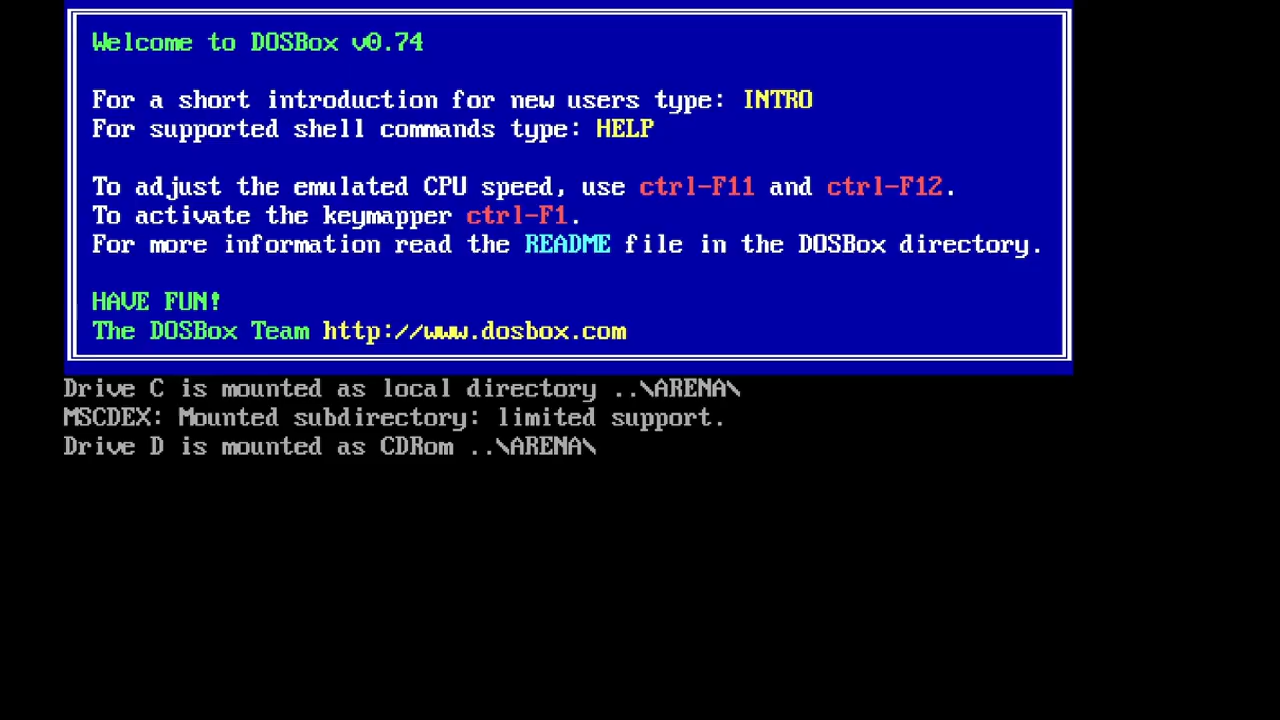 Welcome to DOSBox v0.74
For a short introduction for new users type: INTRO
For supported shell commands type: HELP
To adjust the emulated CPU speed, use ctrl-F11 and ctrl-F12.
To activate the keymapper ctrl-F1.
For more information read the README file in the DOSBox directory.
HAVE FUN!
The DOSBox Team http://www.dosbox.com
Drive C is mounted as local directory ..\ARENA\
MSCDEX: Mounted subdirectory: limited support.
Drive D is mounted as CDRom ..\ARENA\